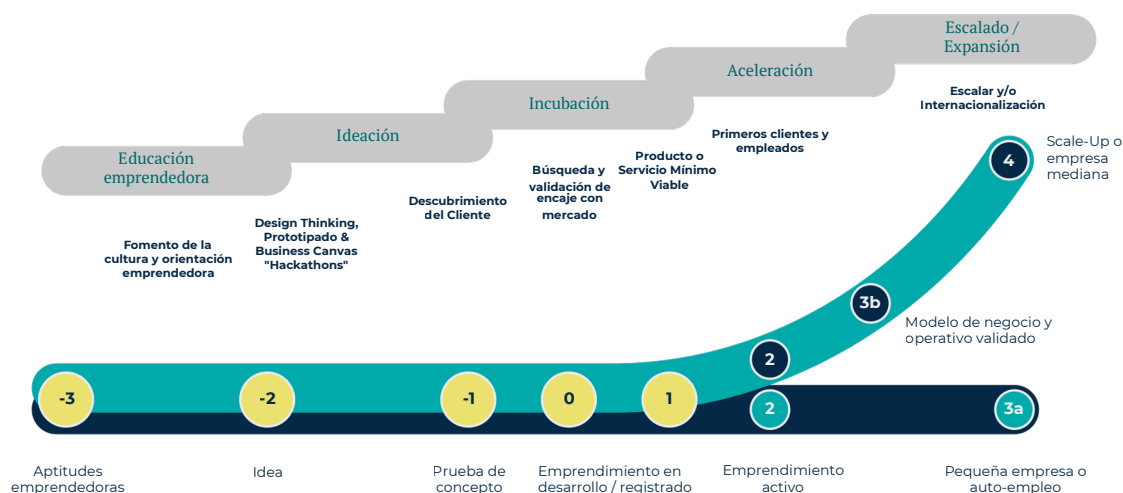 Escalado /
Expansión
Aceleración
Incubación
Ideación
Educación
emprendedora
Escalar y/o
Internacionalización
Primeros clientes y
empleados
Producto o
Servicio Mínimo
Viable
Búsqueda y
validación de
encaje con
mercado
Descubrimiento
del Cliente
Design Thinking,
Prototipado &
Business Canvas
"Hackathons"
Fomento de la
cultura y orientación
emprendedora
4
Scale-Up o
empresa
mediana
3b
Modelo de negocio y
operativo validado
2
-3
-2
-1
0
1
2
3a
Aptitudes
emprendedoras
Idea
Prueba de
concepto
Emprendimiento en
desarrollo / registrado
Emprendimiento
activo
Pequeña empresa o
auto-empleo